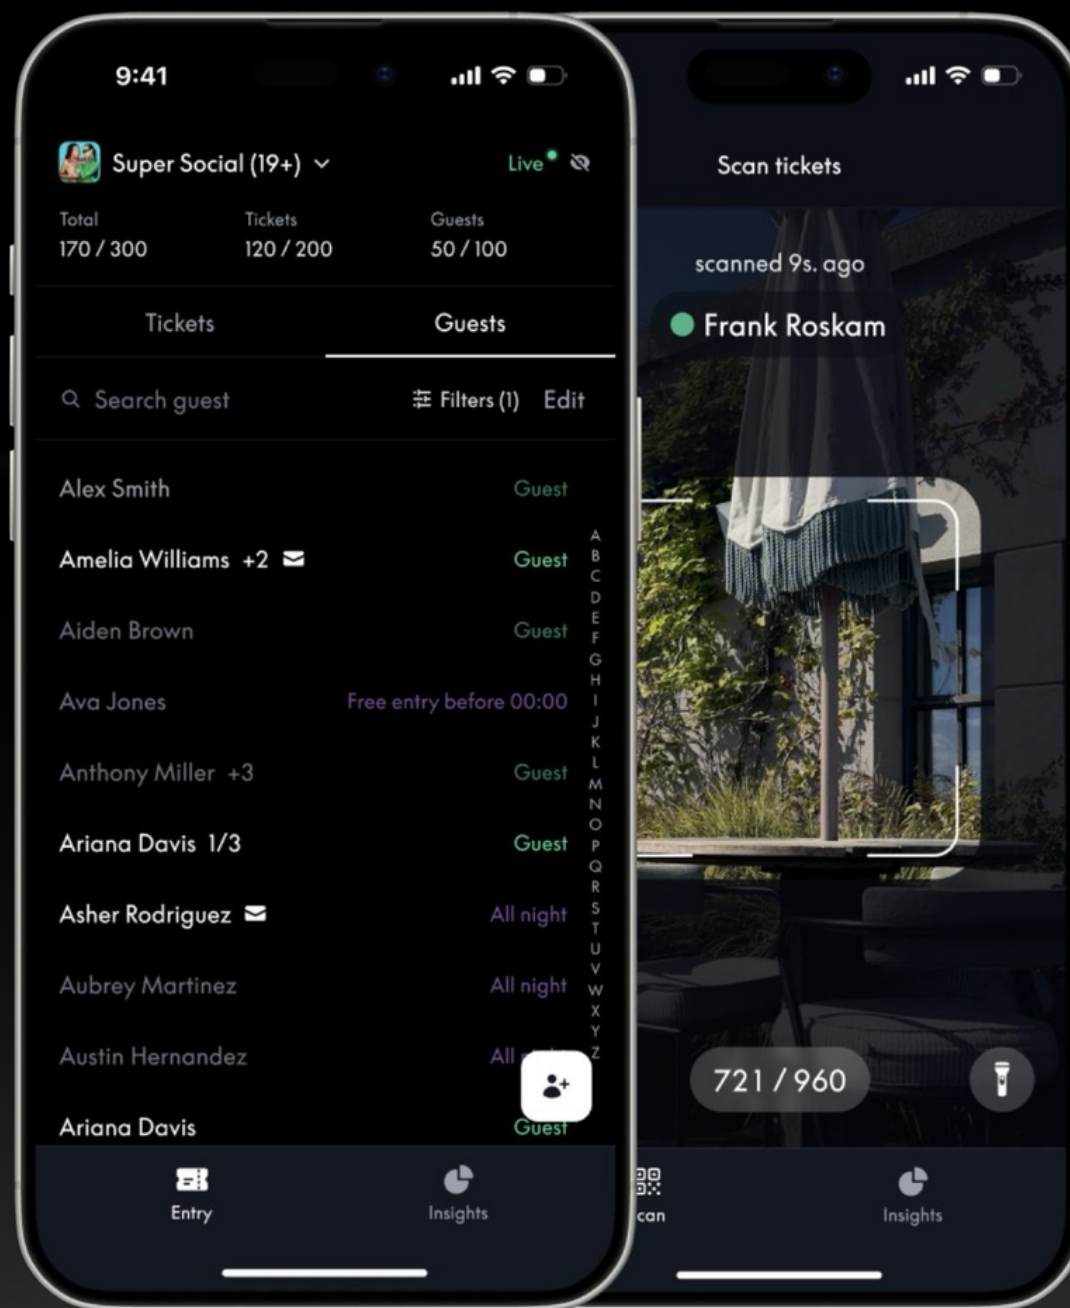 9:41
Super Social (19+)
Live
Total
Tickets
Guests
170 / 300
120 / 200
50 / 100
Tickets
Guests
Search guest
Filters (1)
Edit
Alex Smith
Guest
Amelia Williams +2
Guest
Aiden Brown
Guest
Ava Jones
Free entry before 00:00
Anthony Miller +3
Guest
Ariana Davis 1/3
Guest
Asher Rodriguez
All night
Aubrey Martinez
All night
Austin Hernandez
All
Ariana Davis
Guest
A
B
C
D
E
F
G
H
I
J
K
L
M
N
O
P
Q
R
S
T
U
V
W
X
Y
Z
Entry
Insights
Scan tickets
scanned 9s. ago
Frank Roskam
721 / 960
can
Insights